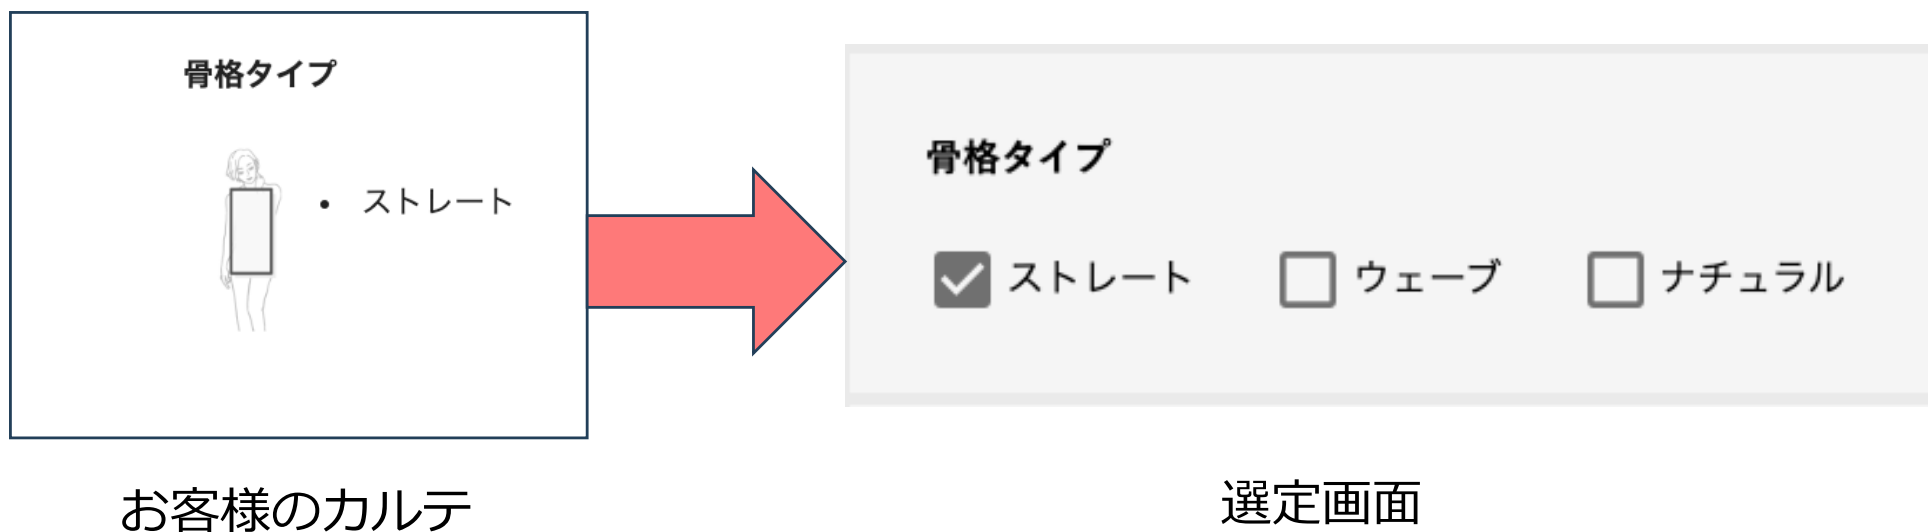 骨格タイプ
• ストレート
お客様のカルテ
骨格タイプ
ストレート ウェーブ ナチュラル
選定画面